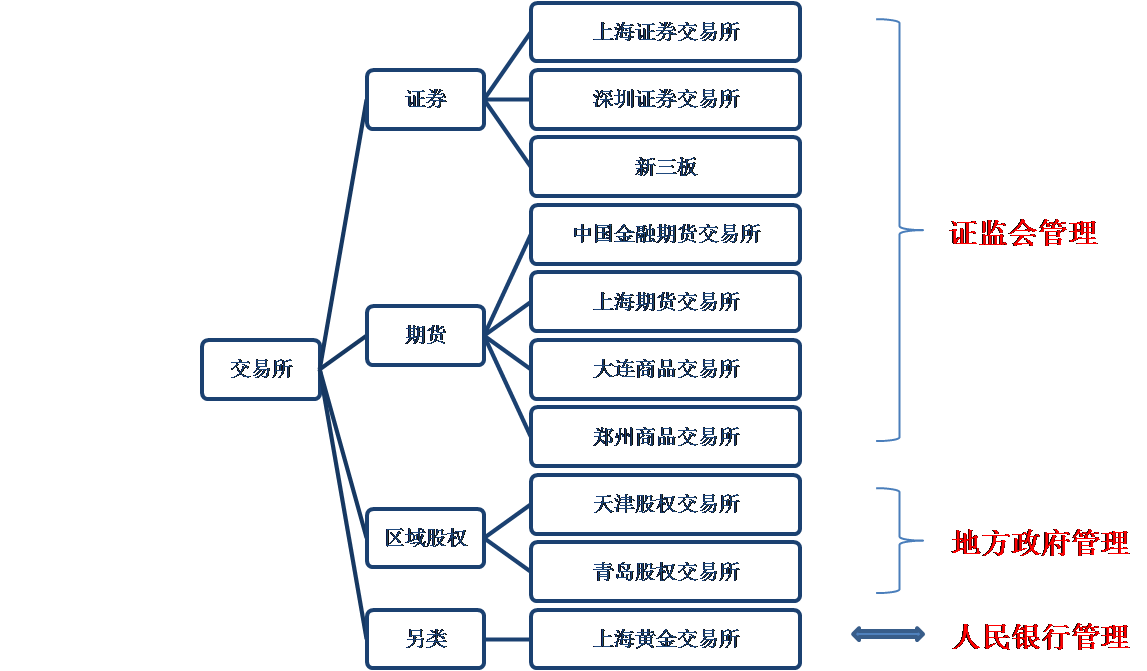 交易所
证券
上海证券交易所
深圳证券交易所
新三板
期货
中国金融期货交易所
上海期货交易所
大连商品交易所
郑州商品交易所
证监会管理
区域股权
天津股权交易所
青岛股权交易所
地方政府管理
另类
上海黄金交易所
人民银行管理